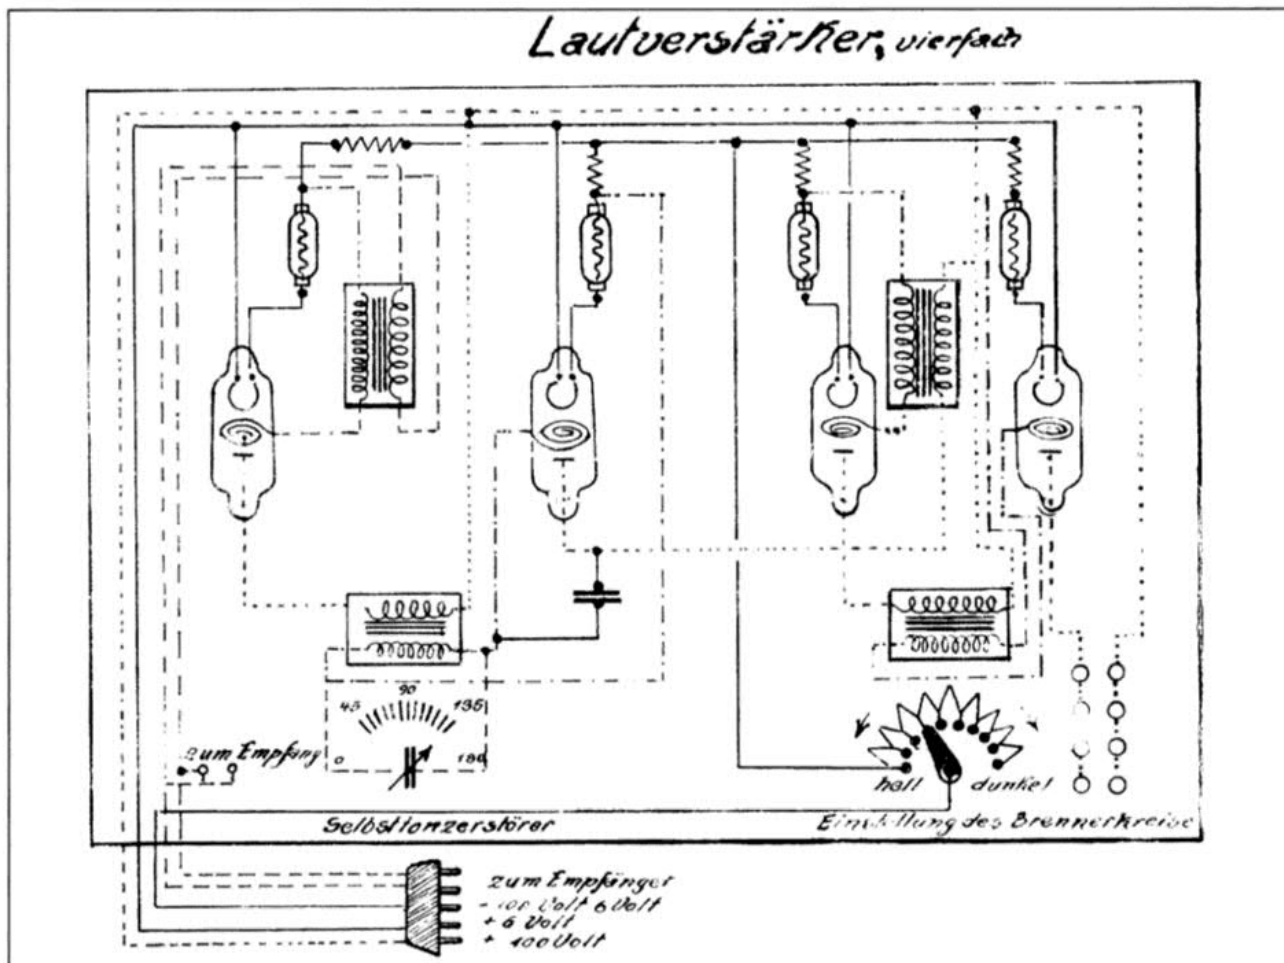 Lautverstärker, vierfach
45 90 135
0 180
zum Empfang
hell dunkel
Selbsttonzerstörer
Einstellung des Brennerkreise
zum Empfänger
- 100 Volt 6 Volt
+ 6 Volt
+ 100 Volt